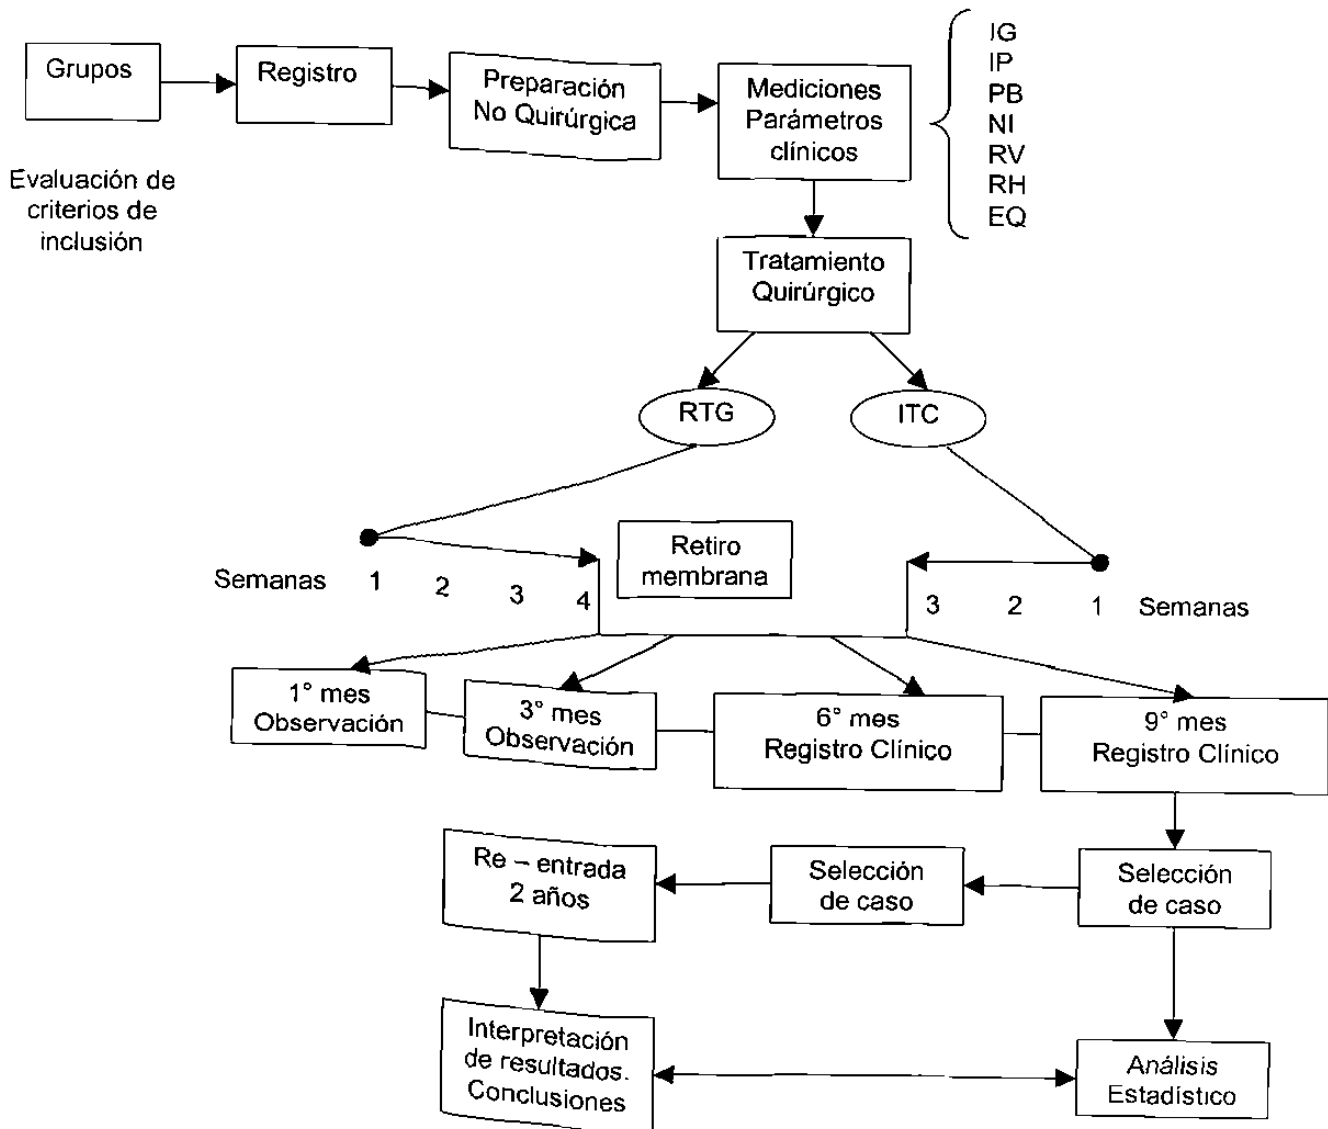 Grupos
Evaluación de
criterios de
inclusión
Registro
Preparación
No Quirúrgica
Mediciones
Parámetros
clínicos
IG
IP
PB
NI
RV
RH
EQ
Tratamiento
Quirúrgico
RTG
ITC
Retiro
membrana
Semanas 1 2 3 4
3 2 1 Semanas
1° mes
Observación
3° mes
Observación
6° mes
Registro Clínico
9° mes
Registro Clínico
Re – entrada
2 años
Selección
de caso
Selección
de caso
Interpretación
de resultados.
Conclusiones
Análisis
Estadístico